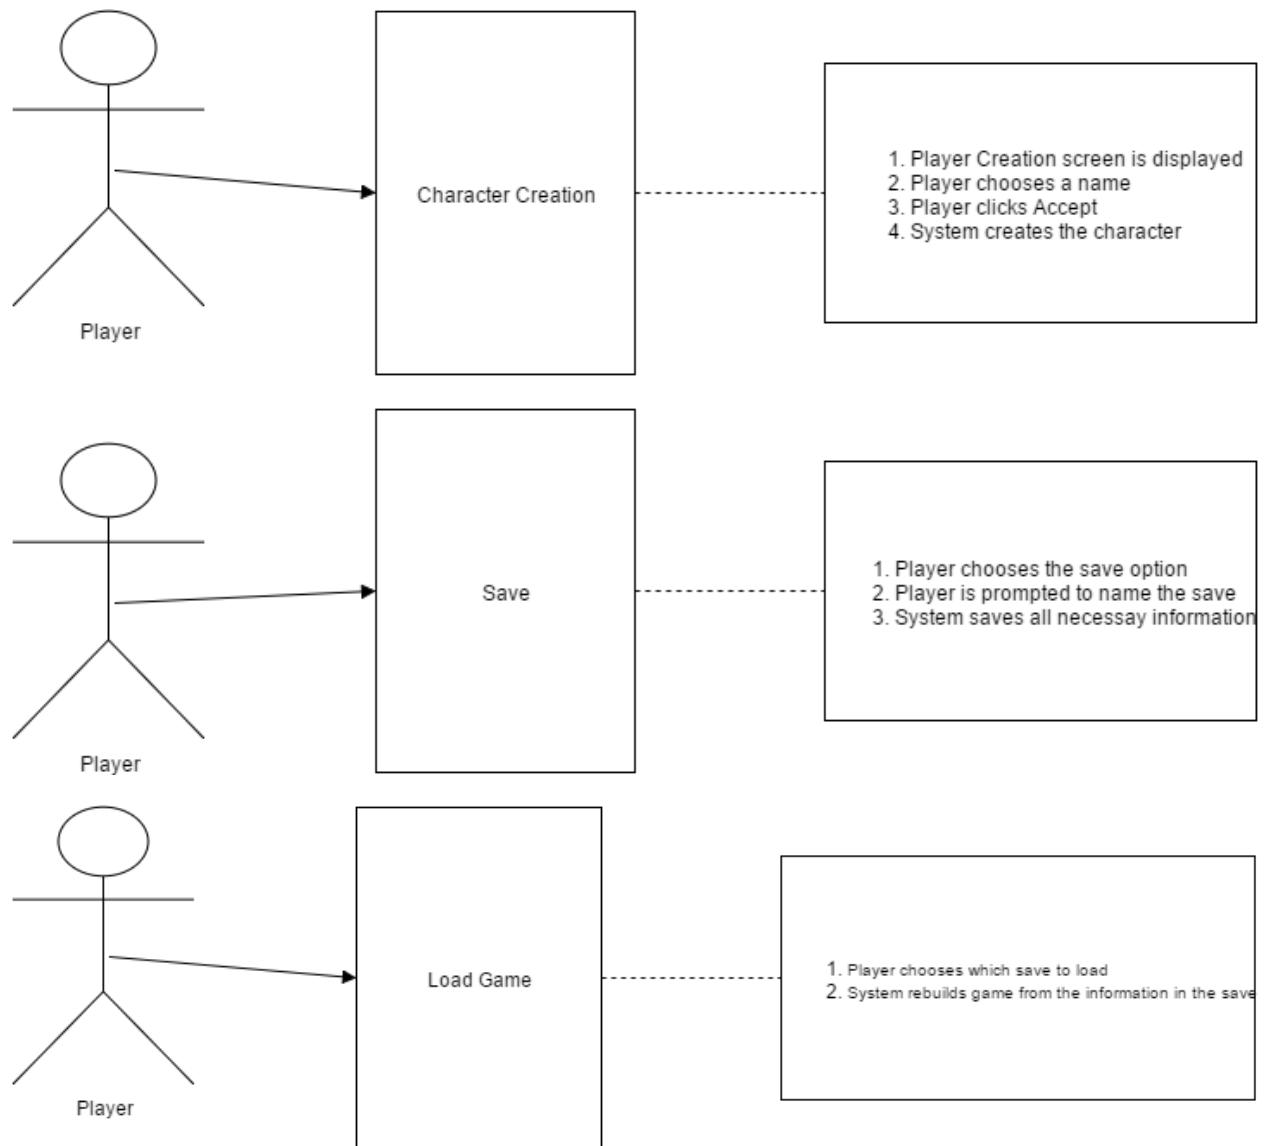 Player
Character Creation
1. Player Creation screen is displayed
2. Player chooses a name
3. Player clicks Accept
4. System creates the character
Player
Save
1. Player chooses the save option
2. Player is prompted to name the save
3. System saves all necessay information
Player
Load Game
1. Player chooses which save to load
2. System rebuilds game from the information in the save